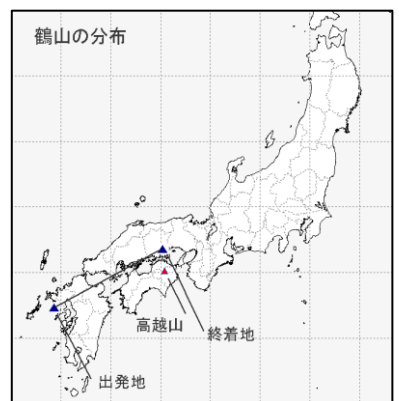 鶴山の分布
高越山
終着地
出発地